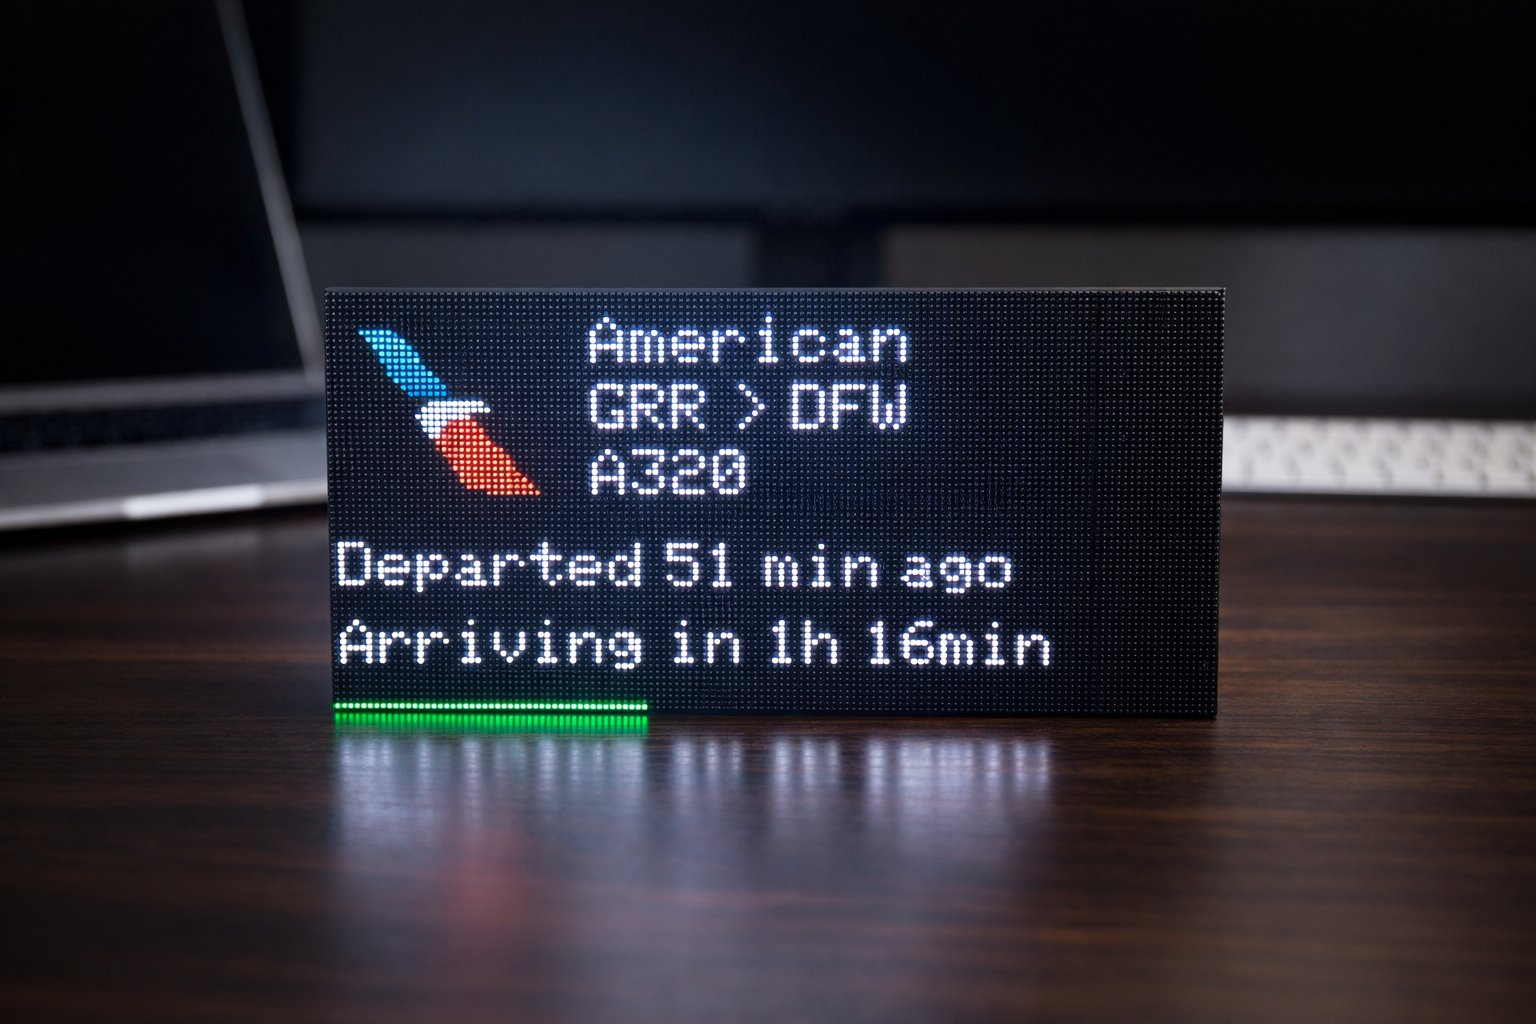 American
GRR > DFW
A320
Departed 51 min ago
Arriving in 1h 16min